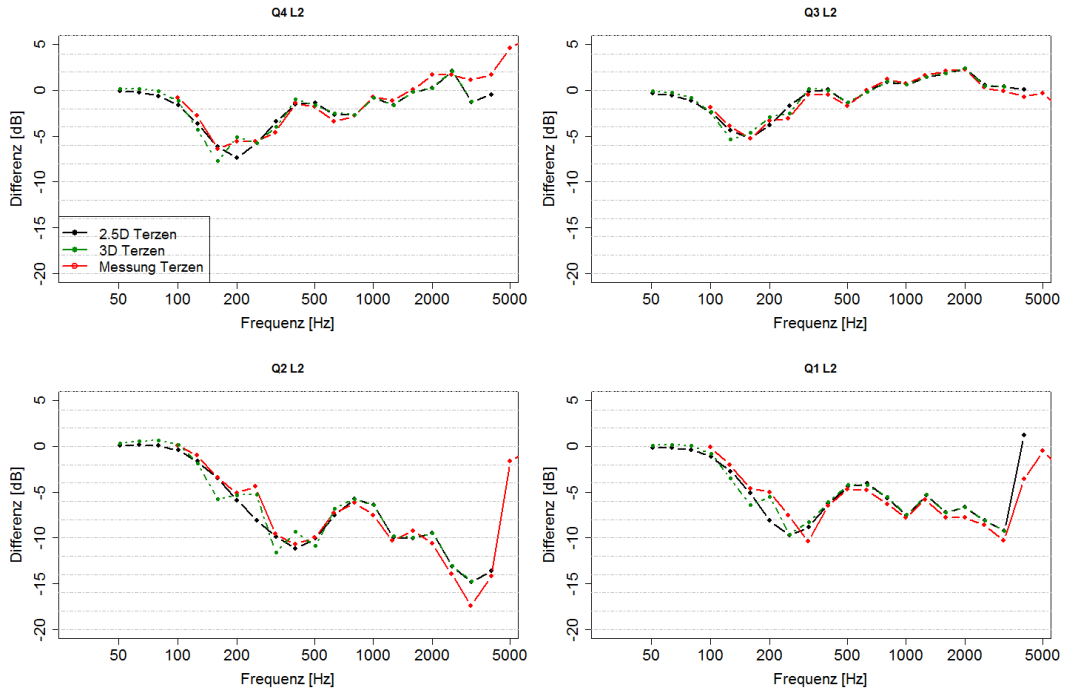 Q4 L2
Differenz [dB]
5
0
-5
-10
-15
-20
2.5D Terzen
3D Terzen
Messung Terzen
50 100 200 500 1000 2000 5000
Frequenz [Hz]
Q3 L2
Differenz [dB]
5
0
-5
-10
-15
-20
50 100 200 500 1000 2000 5000
Frequenz [Hz]
Q2 L2
Differenz [dB]
5
0
-5
-10
-15
-20
50 100 200 500 1000 2000 5000
Frequenz [Hz]
Q1 L2
Differenz [dB]
5
0
-5
-10
-15
-20
50 100 200 500 1000 2000 5000
Frequenz [Hz]